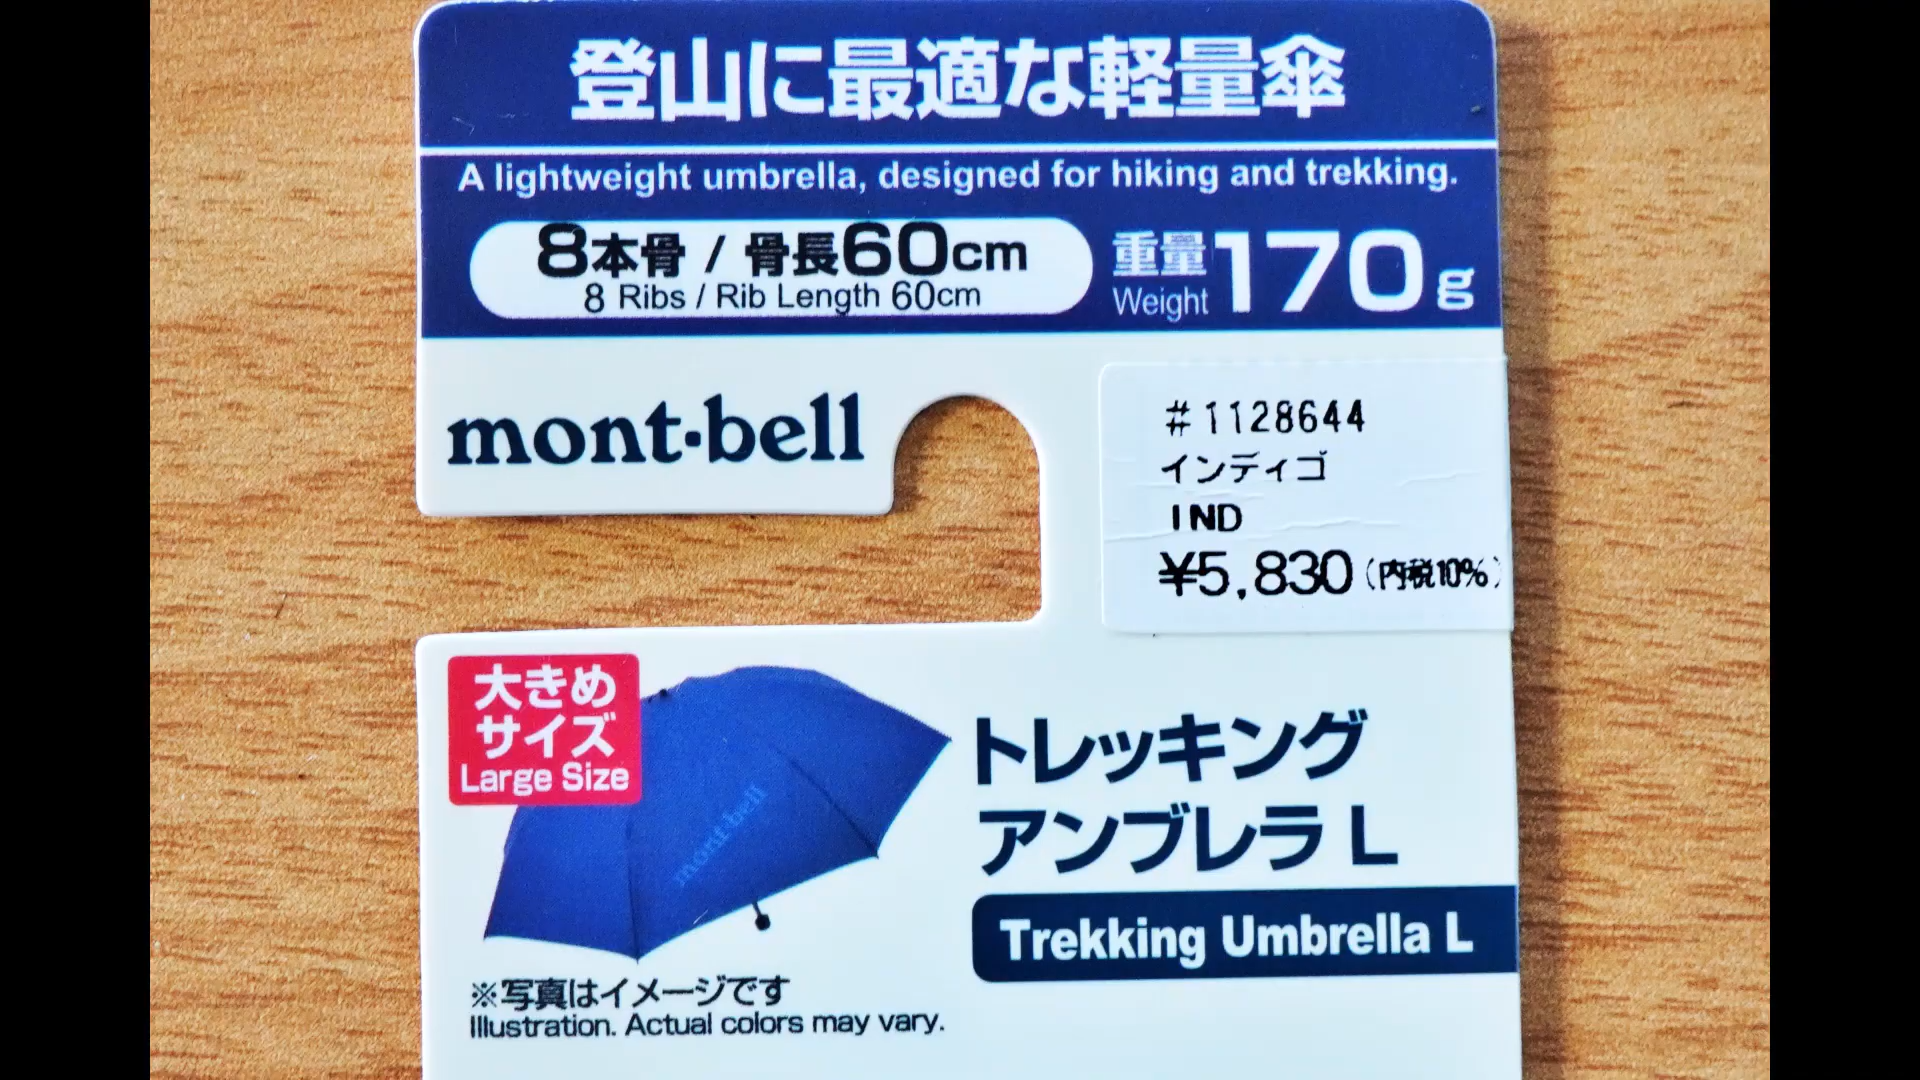 登山に最適な軽量傘
A lightweight umbrella, designed for hiking and trekking.
8本骨 / 骨長60cm
8 Ribs / Rib Length 60cm
重量170g
Weight
mont·bell
#1128644
インディゴ
IND
¥5,830(内税10%)
大きめ
サイズ
Large Size
mont·bell
トレッキング
アンブレラ L
Trekking Umbrella L
※写真はイメージです
Illustration. Actual colors may vary.